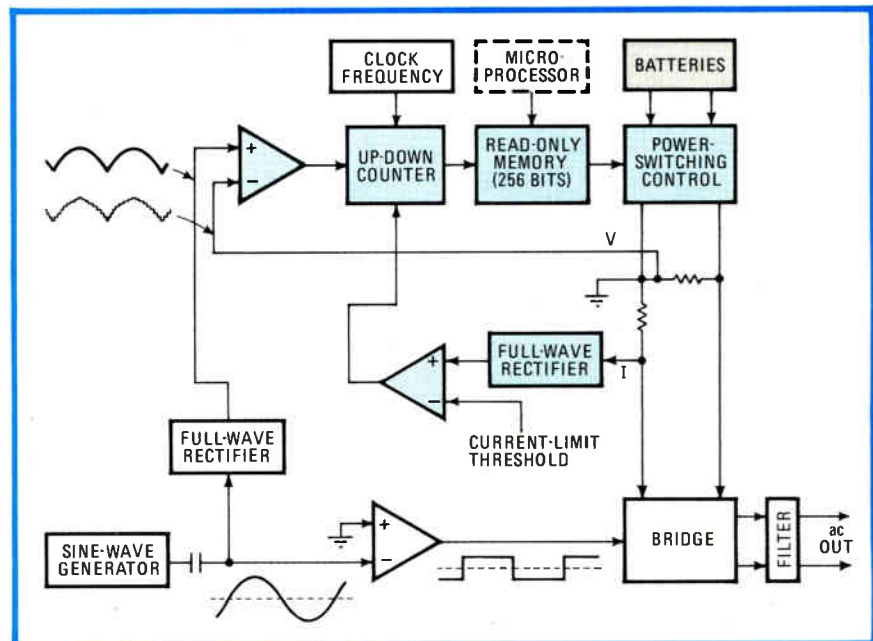 CLOCK
FREQUENCY
MICRO-
PROCESSOR
BATTERIES
+
−
UP-DOWN
COUNTER
READ-ONLY
MEMORY
(256 BITS)
POWER-
SWITCHING
CONTROL
V
FULL-WAVE
RECTIFIER
I
+
−
CURRENT-LIMIT
THRESHOLD
FULL-WAVE
RECTIFIER
SINE-WAVE
GENERATOR
+
−
BRIDGE
FILTER
ac
OUT